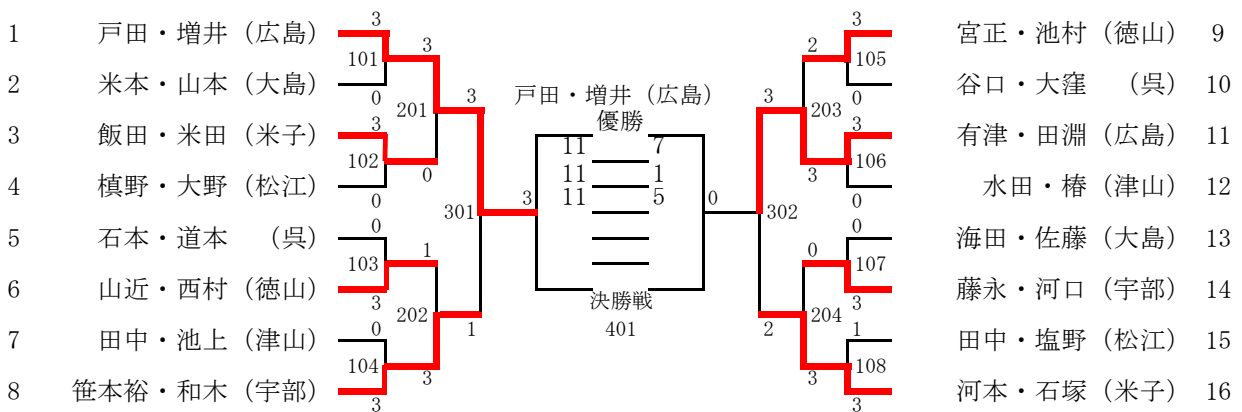 1 戸田・増井（広島） 3
2 米本・山本（大島） 0
101
3 飯田・米田（米子） 3
4 槙野・大野（松江） 0
102
5 石本・道本　（呉） 0
6 山近・西村（徳山） 3
103
7 田中・池上（津山） 0
8 笹本裕・和木（宇部） 3
104
3
201
0
1
202
3
3
301
1
戸田・増井（広島）
優勝
11 7
11 1
11 5
3 0
決勝戦
401
3
302
2
2
203
3
0
204
3
3 宮正・池村（徳山） 9
0 谷口・大窪　（呉） 10
105
3 有津・田淵（広島） 11
0 水田・椿（津山） 12
106
0 海田・佐藤（大島） 13
3 藤永・河口（宇部） 14
107
1 田中・塩野（松江） 15
3 河本・石塚（米子） 16
108